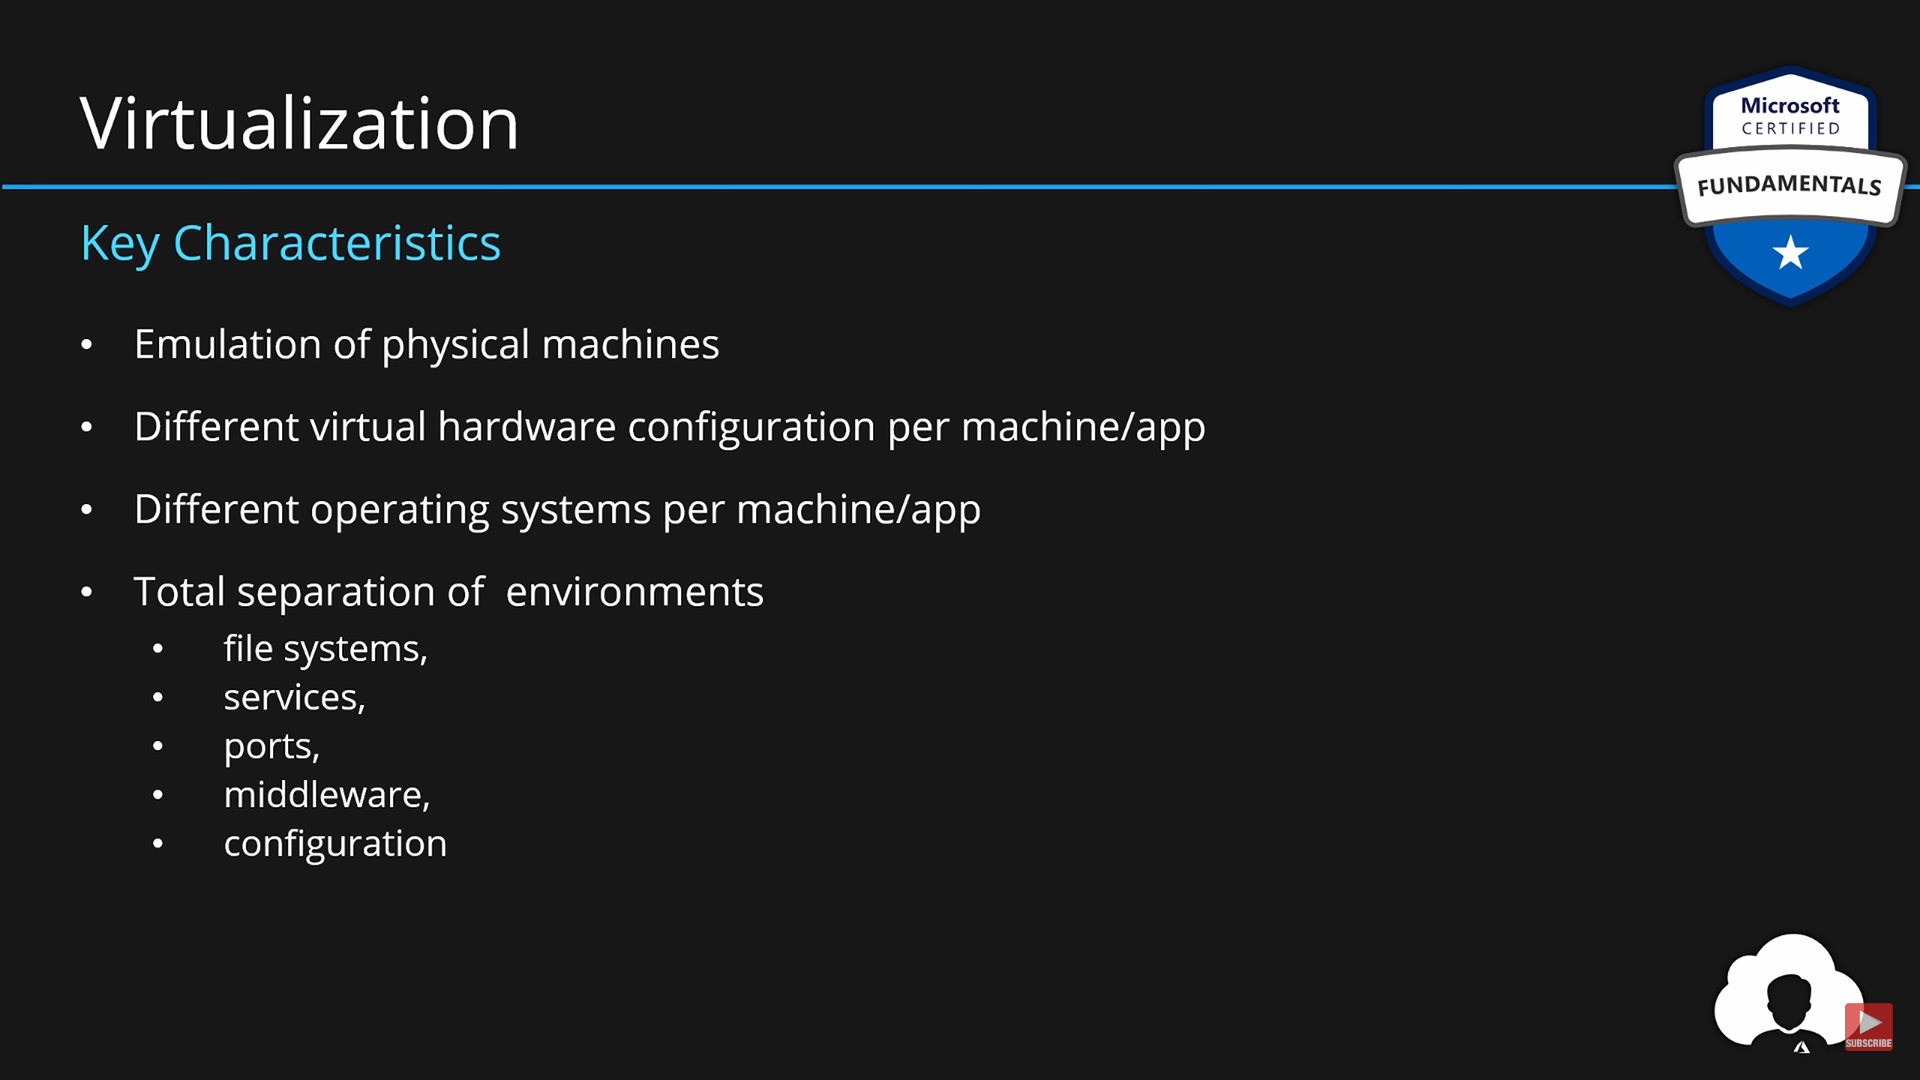 Virtualization
Microsoft
CERTIFIED
FUNDAMENTALS
Key Characteristics
• Emulation of physical machines
• Different virtual hardware configuration per machine/app
• Different operating systems per machine/app
• Total separation of  environments
• file systems,
• services,
• ports,
• middleware,
• configuration
SUBSCRIBE